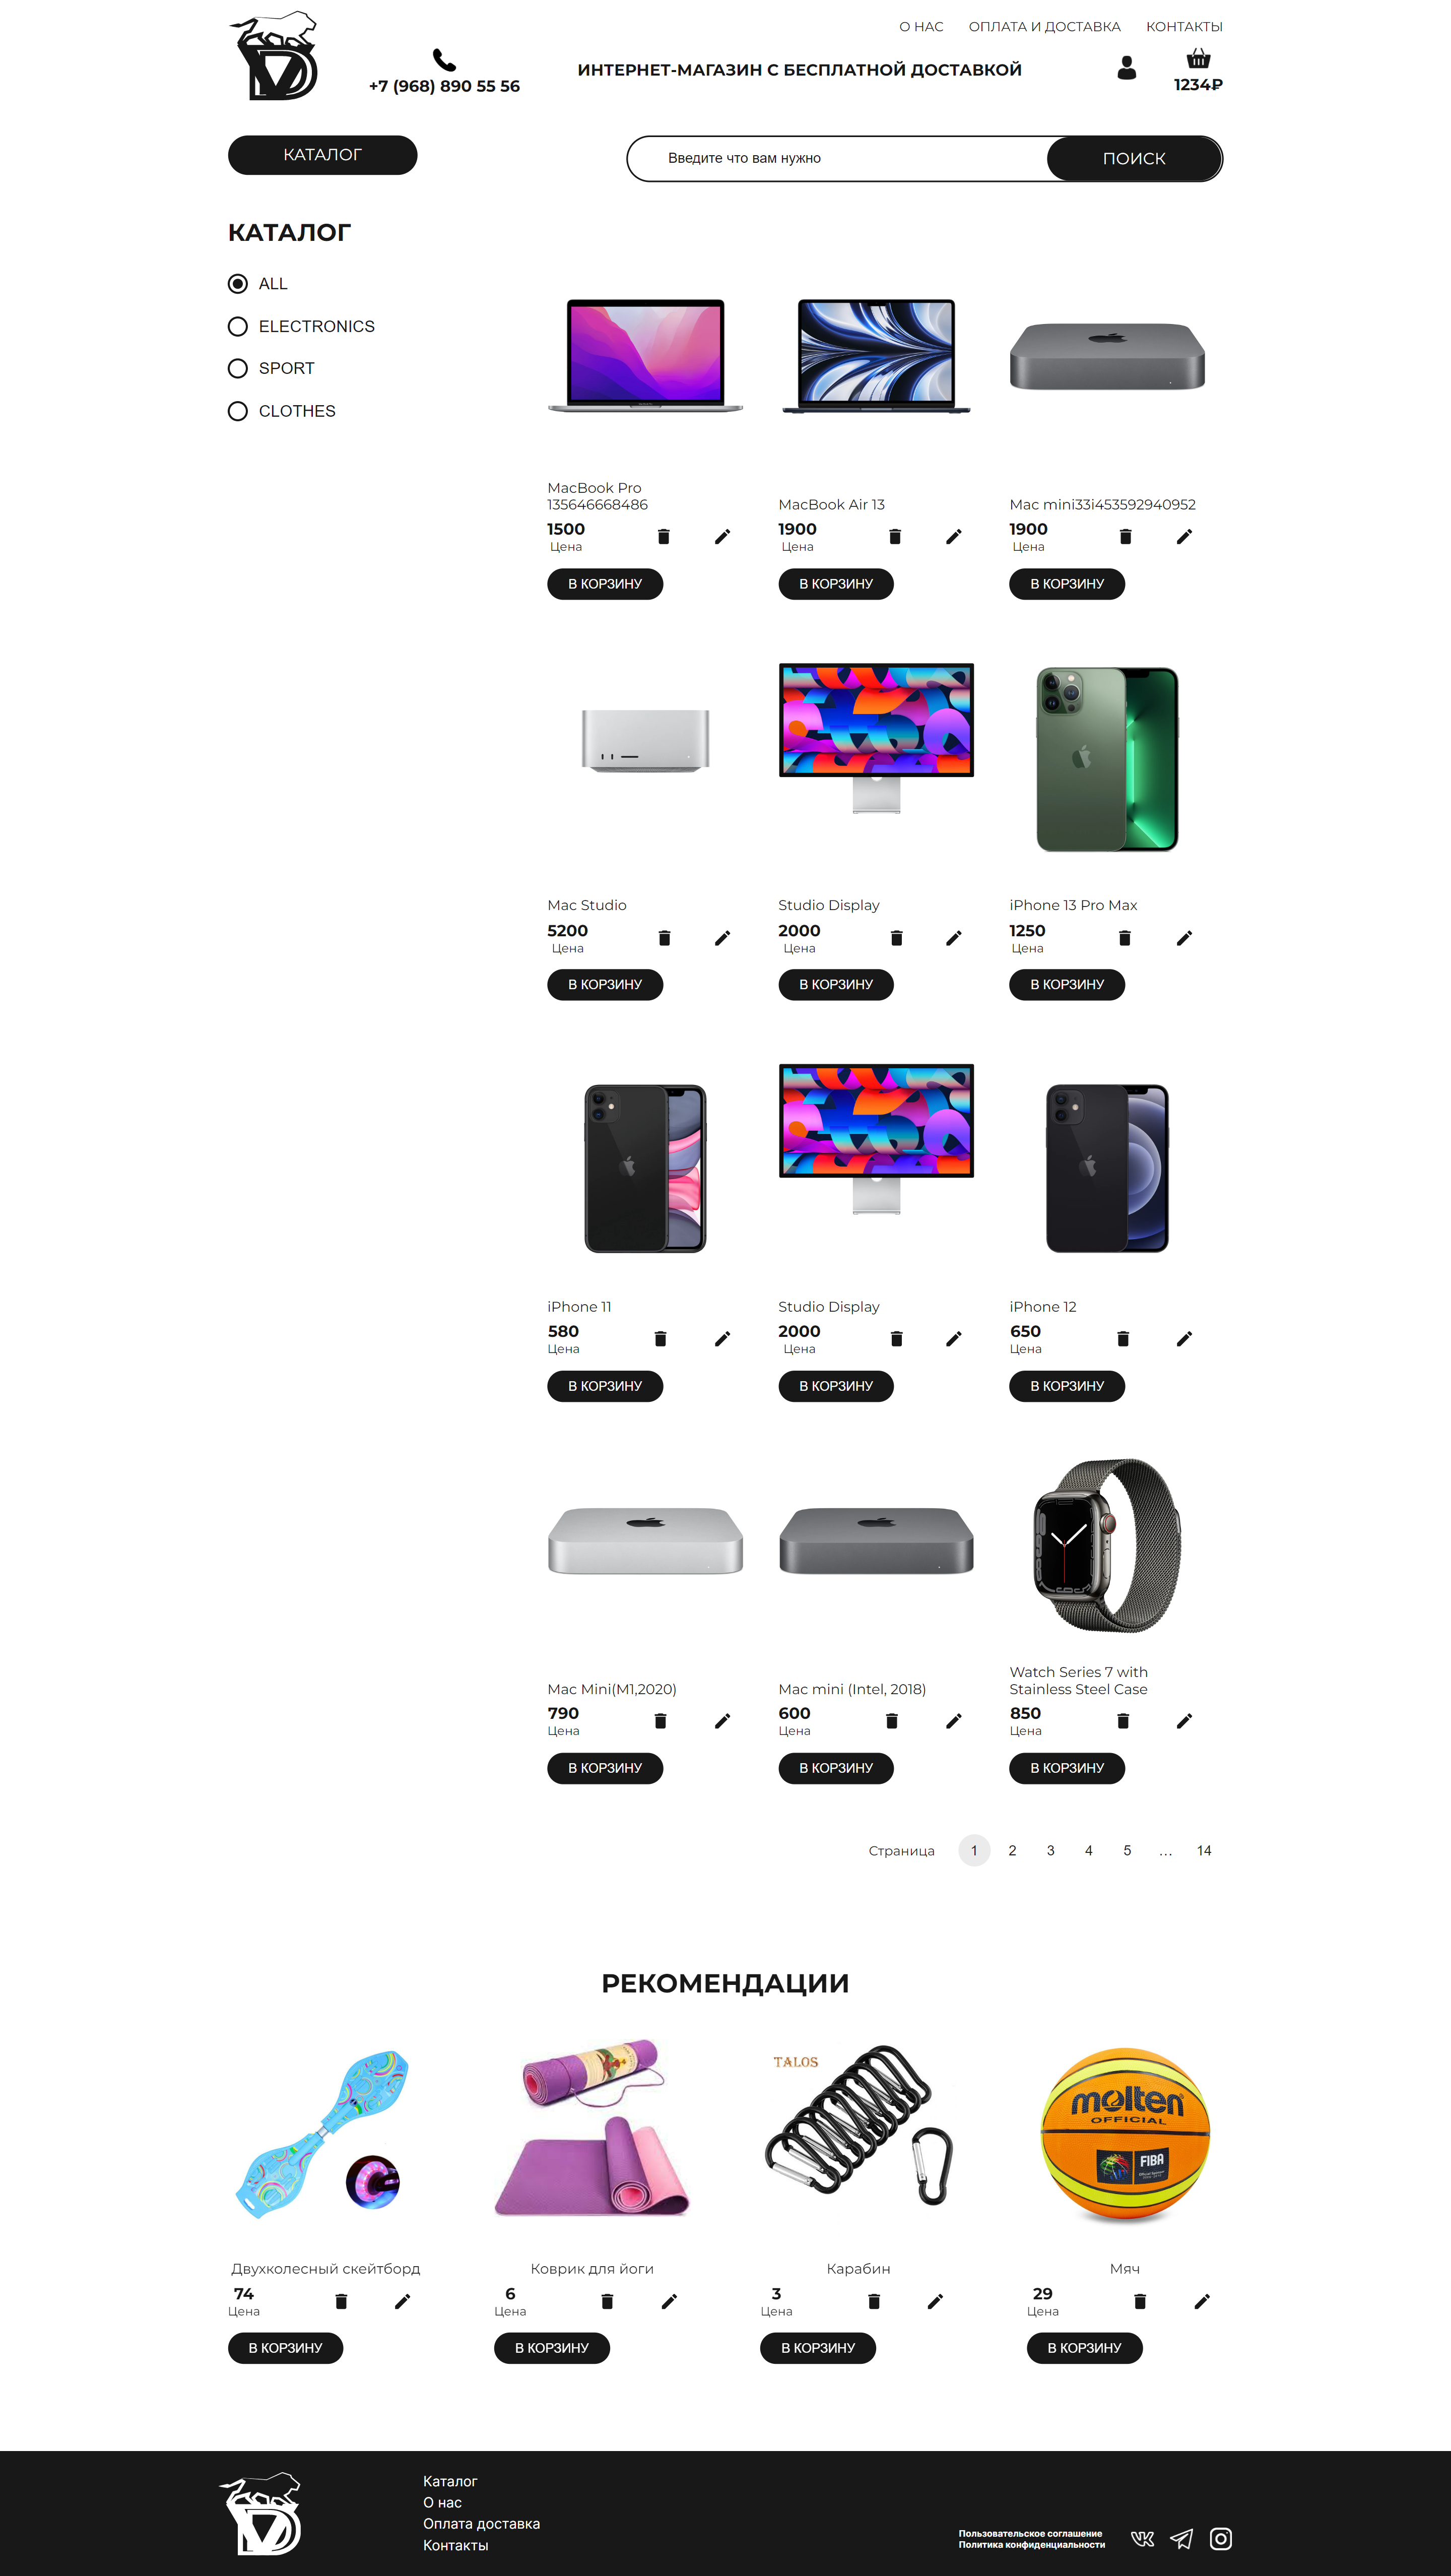 О НАС ОПЛАТА И ДОСТАВКА КОНТАКТЫ
+7 (968) 890 55 56
ИНТЕРНЕТ-МАГАЗИН С БЕСПЛАТНОЙ ДОСТАВКОЙ
1234₽
КАТАЛОГ
Введите что вам нужно
ПОИСК
КАТАЛОГ
ALL
ELECTRONICS
SPORT
CLOTHES
MacBook Pro
135646668486
1500
Цена
В КОРЗИНУ
MacBook Air 13
1900
Цена
В КОРЗИНУ
Mac mini33i453592940952
1900
Цена
В КОРЗИНУ
Mac Studio
5200
Цена
В КОРЗИНУ
Studio Display
2000
Цена
В КОРЗИНУ
iPhone 13 Pro Max
1250
Цена
В КОРЗИНУ
iPhone 11
580
Цена
В КОРЗИНУ
Studio Display
2000
Цена
В КОРЗИНУ
iPhone 12
650
Цена
В КОРЗИНУ
Mac Mini(M1,2020)
790
Цена
В КОРЗИНУ
Mac mini (Intel, 2018)
600
Цена
В КОРЗИНУ
Watch Series 7 with
Stainless Steel Case
850
Цена
В КОРЗИНУ
Страница 1 2 3 4 5 ... 14
РЕКОМЕНДАЦИИ
Двухколесный скейтборд
74
Цена
В КОРЗИНУ
Коврик для йоги
6
Цена
В КОРЗИНУ
TALOS
Карабин
3
Цена
В КОРЗИНУ
molten
OFFICIAL
FIBA
Мяч
29
Цена
В КОРЗИНУ
Каталог
О нас
Оплата доставка
Контакты
Пользовательское соглашение
Политика конфиденциальности